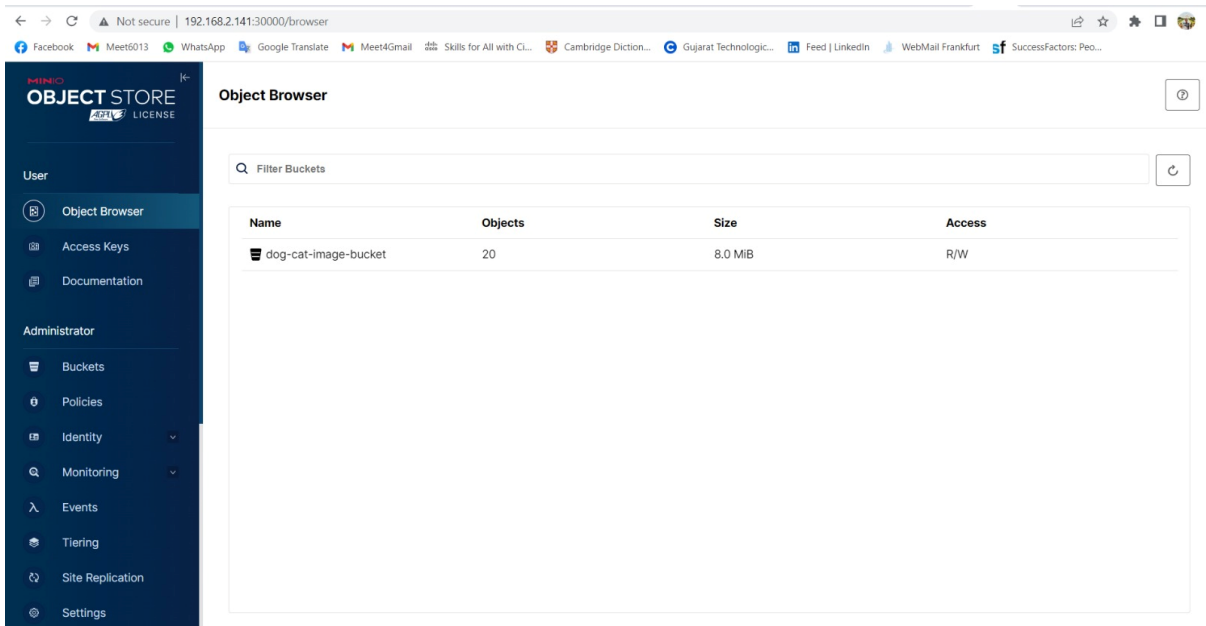 Not secure | 192.168.2.141:30000/browser
Facebook Meet6013 WhatsApp Google Translate Meet4Gmail Skills for All with Ci... Cambridge Diction... Gujarat Technologic... Feed | LinkedIn WebMail Frankfurt SuccessFactors: Peo...
MINIO
OBJECT STORE
AGPLv3 LICENSE
Object Browser
User
Filter Buckets
Object Browser
Access Keys
Documentation
Name Objects Size Access
dog-cat-image-bucket 20 8.0 MiB R/W
Administrator
Buckets
Policies
Identity
Monitoring
Events
Tiering
Site Replication
Settings